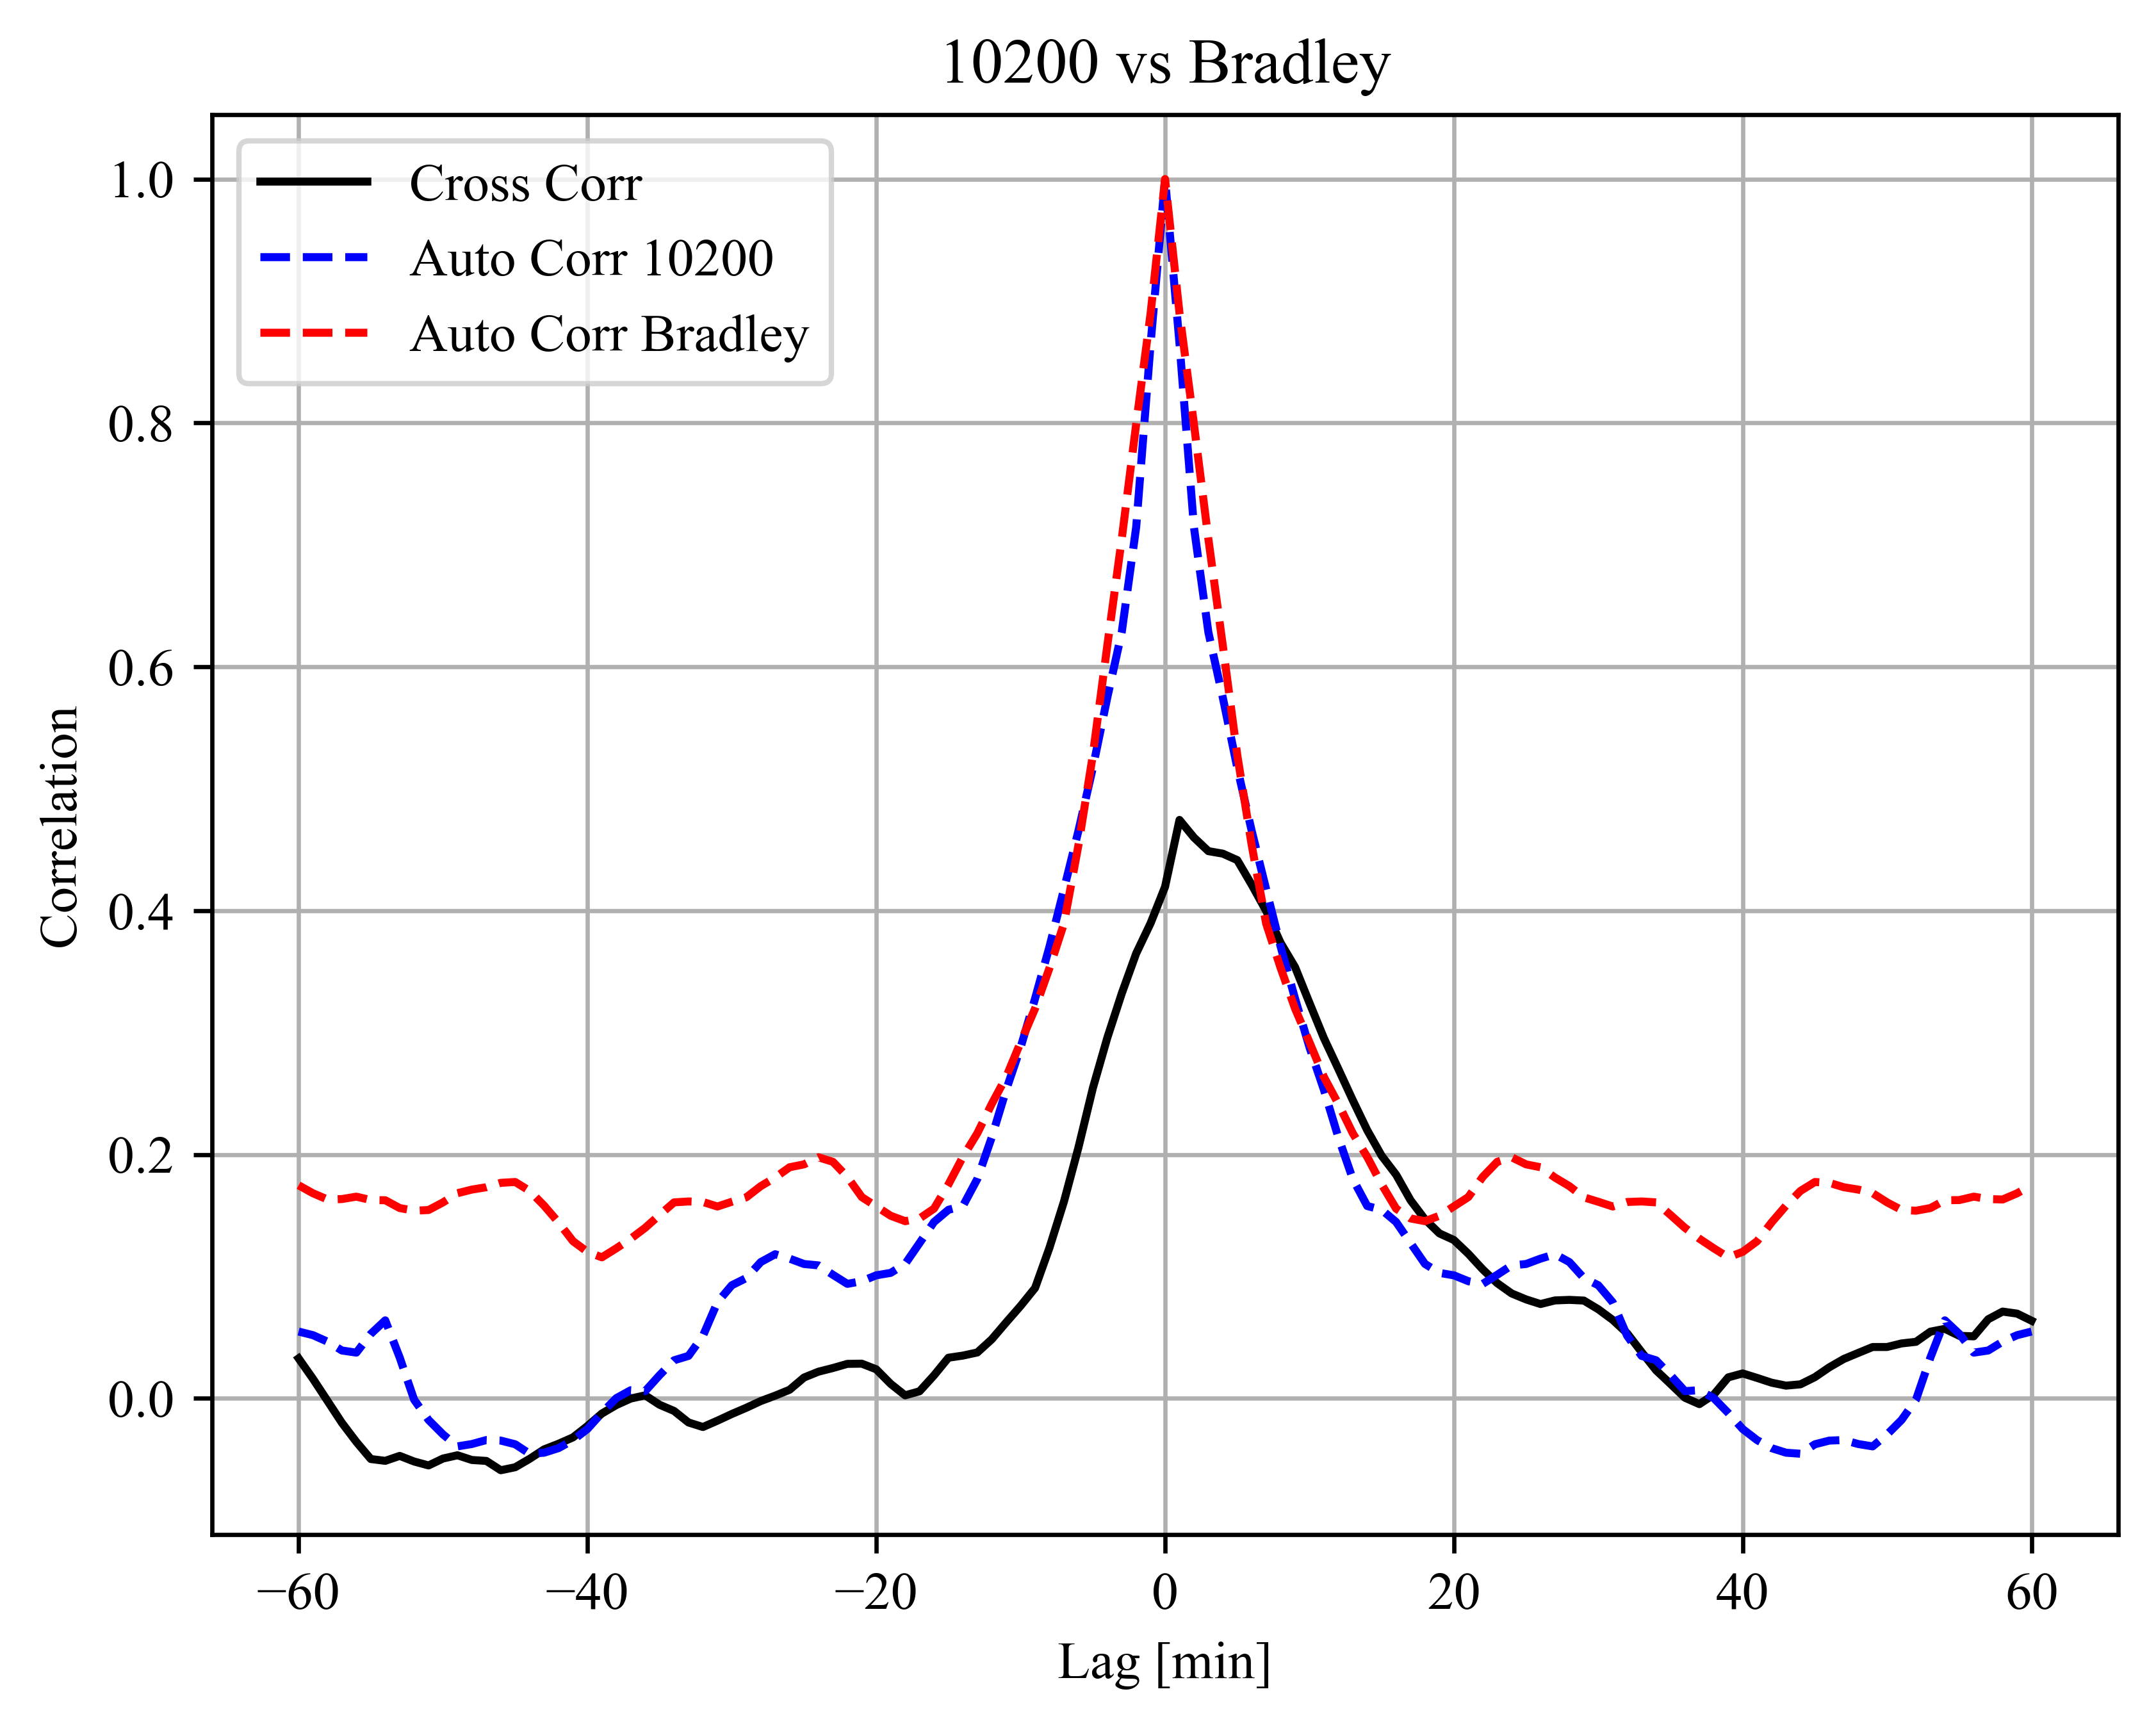 10200 vs Bradley
Cross Corr
Auto Corr 10200
Auto Corr Bradley
1.0
0.8
0.6
0.4
0.2
0.0
Correlation
−60 −40 −20 0 20 40 60
Lag [min]